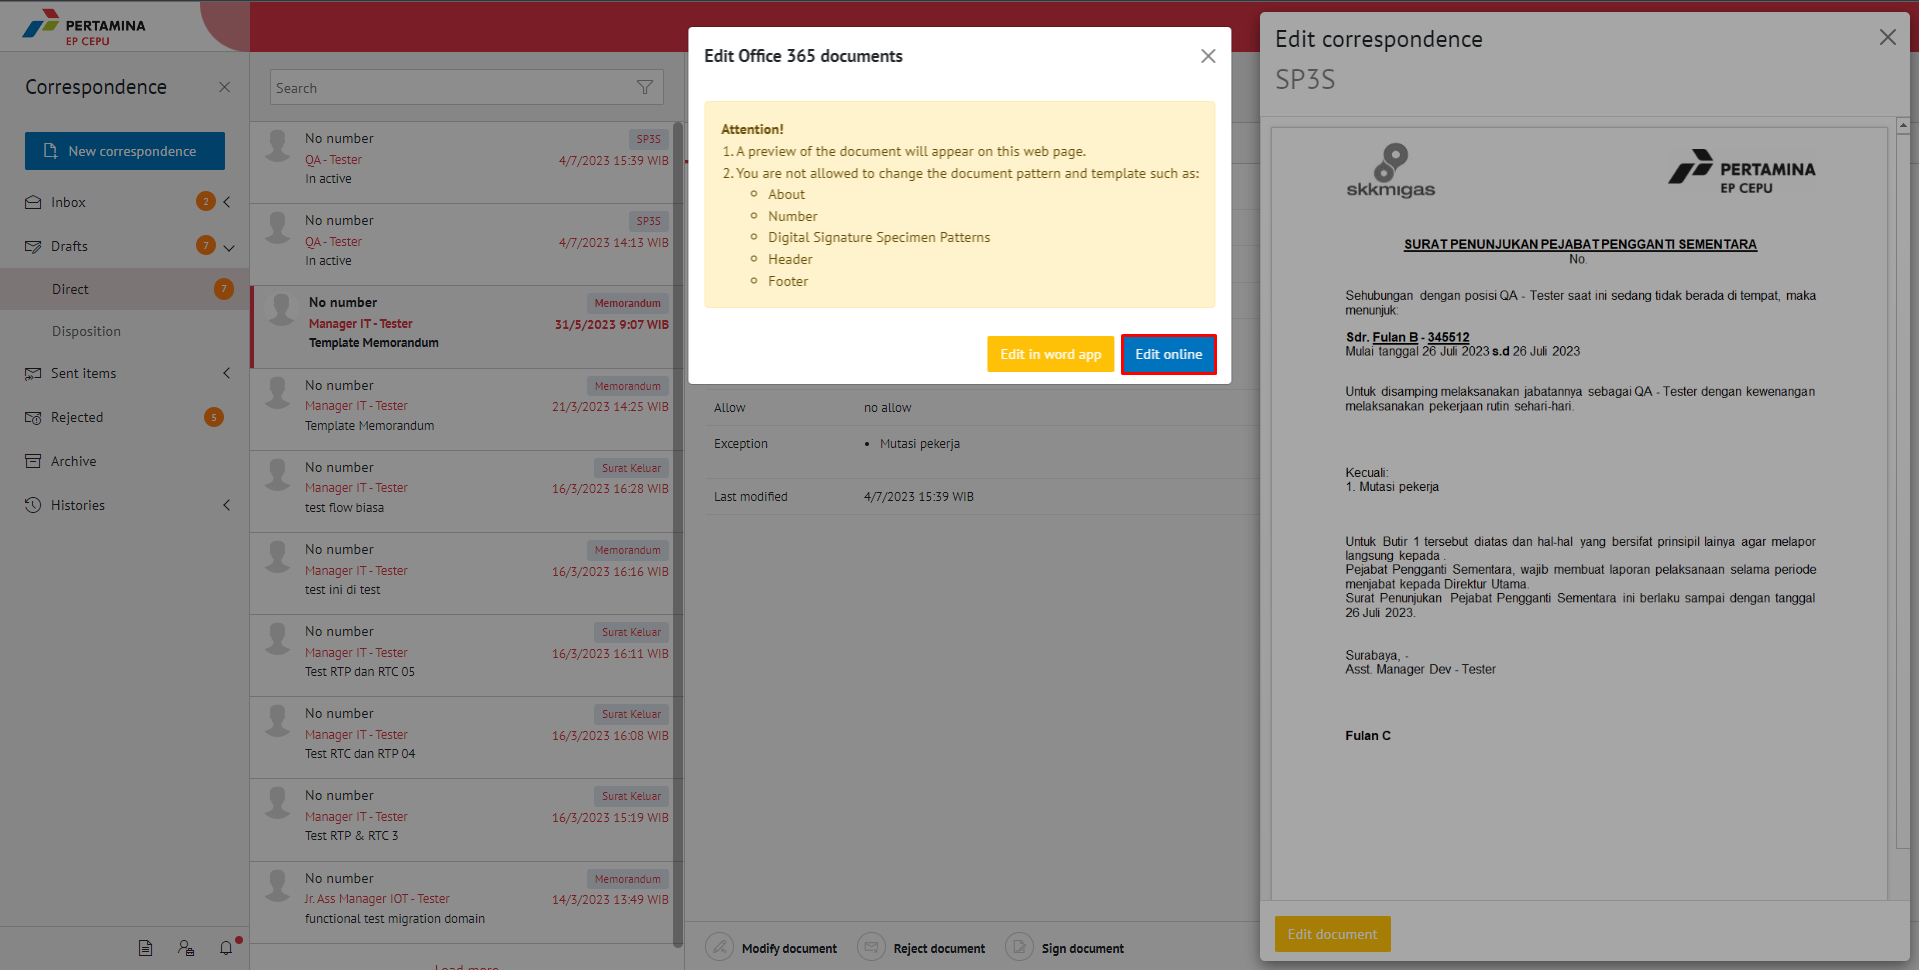 PERTAMINA
EP CEPU
Correspondence
New correspondence
Inbox 2
Drafts 7
Direct 7
Disposition
Sent items
Rejected 5
Archive
Histories
Search
No number SP3S
QA - Tester 4/7/2023 15:39 WIB
In active
No number SP3S
QA - Tester 4/7/2023 14:13 WIB
In active
No number Memorandum
Manager IT - Tester 31/5/2023 9:07 WIB
Template Memorandum
No number Memorandum
Manager IT - Tester 21/3/2023 14:25 WIB
Template Memorandum
No number Surat Keluar
Manager IT - Tester 16/3/2023 16:28 WIB
test flow biasa
No number Memorandum
Manager IT - Tester 16/3/2023 16:16 WIB
test ini di test
No number Surat Keluar
Manager IT - Tester 16/3/2023 16:11 WIB
Test RTP dan RTC 05
No number Surat Keluar
Manager IT - Tester 16/3/2023 16:08 WIB
Test RTC dan RTP 04
No number Surat Keluar
Manager IT - Tester 16/3/2023 15:19 WIB
Test RTP & RTC 3
No number Memorandum
Jr. Ass Manager IOT - Tester 14/3/2023 13:49 WIB
functional test migration domain
Load more
Edit Office 365 documents
Attention!
1. A preview of the document will appear on this web page.
2. You are not allowed to change the document pattern and template such as:
About
Number
Digital Signature Specimen Patterns
Header
Footer
Edit in word app Edit online
Allow no allow
Exception • Mutasi pekerja
Last modified 4/7/2023 15:39 WIB
Modify document Reject document Sign document
Edit correspondence
SP3S
skkmigas
PERTAMINA
EP CEPU
SURAT PENUNJUKAN PEJABAT PENGGANTI SEMENTARA
No.
Sehubungan dengan posisi QA - Tester saat ini sedang tidak berada di tempat, maka
menunjuk:
Sdr. Fulan B - 345512
Mulai tanggal 26 Juli 2023 s.d 26 Juli 2023
Untuk disamping melaksanakan jabatannya sebagai QA - Tester dengan kewenangan
melaksanakan pekerjaan rutin sehari-hari.
Kecuali:
1. Mutasi pekerja
Untuk Butir 1 tersebut diatas dan hal-hal yang bersifat prinsipil lainya agar melapor
langsung kepada .
Pejabat Pengganti Sementara, wajib membuat laporan pelaksanaan selama periode
menjabat kepada Direktur Utama.
Surat Penunjukan Pejabat Pengganti Sementara ini berlaku sampai dengan tanggal
26 Juli 2023.
Surabaya, -
Asst. Manager Dev - Tester
Fulan C
Edit document